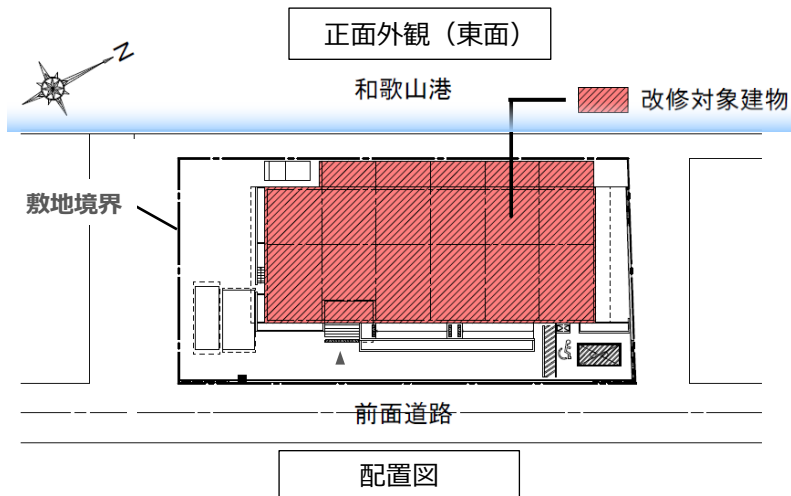 正面外観（東面）
N
和歌山港
改修対象建物
敷地境界
前面道路
配置図